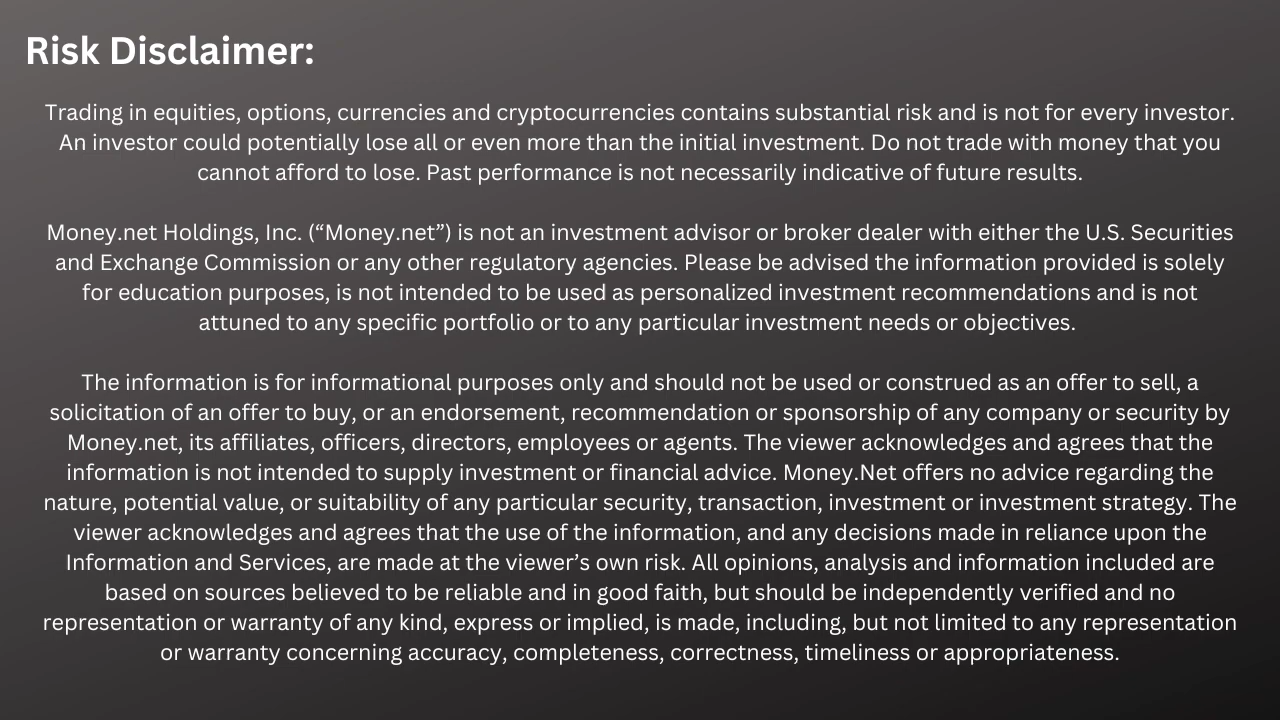 Risk Disclaimer:
Trading in equities, options, currencies and cryptocurrencies contains substantial risk and is not for every investor.
An investor could potentially lose all or even more than the initial investment. Do not trade with money that you
cannot afford to lose. Past performance is not necessarily indicative of future results.
Money.net Holdings, Inc. (“Money.net”) is not an investment advisor or broker dealer with either the U.S. Securities
and Exchange Commission or any other regulatory agencies. Please be advised the information provided is solely
for education purposes, is not intended to be used as personalized investment recommendations and is not
attuned to any specific portfolio or to any particular investment needs or objectives.
The information is for informational purposes only and should not be used or construed as an offer to sell, a
solicitation of an offer to buy, or an endorsement, recommendation or sponsorship of any company or security by
Money.net, its affiliates, officers, directors, employees or agents. The viewer acknowledges and agrees that the
information is not intended to supply investment or financial advice. Money.Net offers no advice regarding the
nature, potential value, or suitability of any particular security, transaction, investment or investment strategy. The
viewer acknowledges and agrees that the use of the information, and any decisions made in reliance upon the
Information and Services, are made at the viewer’s own risk. All opinions, analysis and information included are
based on sources believed to be reliable and in good faith, but should be independently verified and no
representation or warranty of any kind, express or implied, is made, including, but not limited to any representation
or warranty concerning accuracy, completeness, correctness, timeliness or appropriateness.